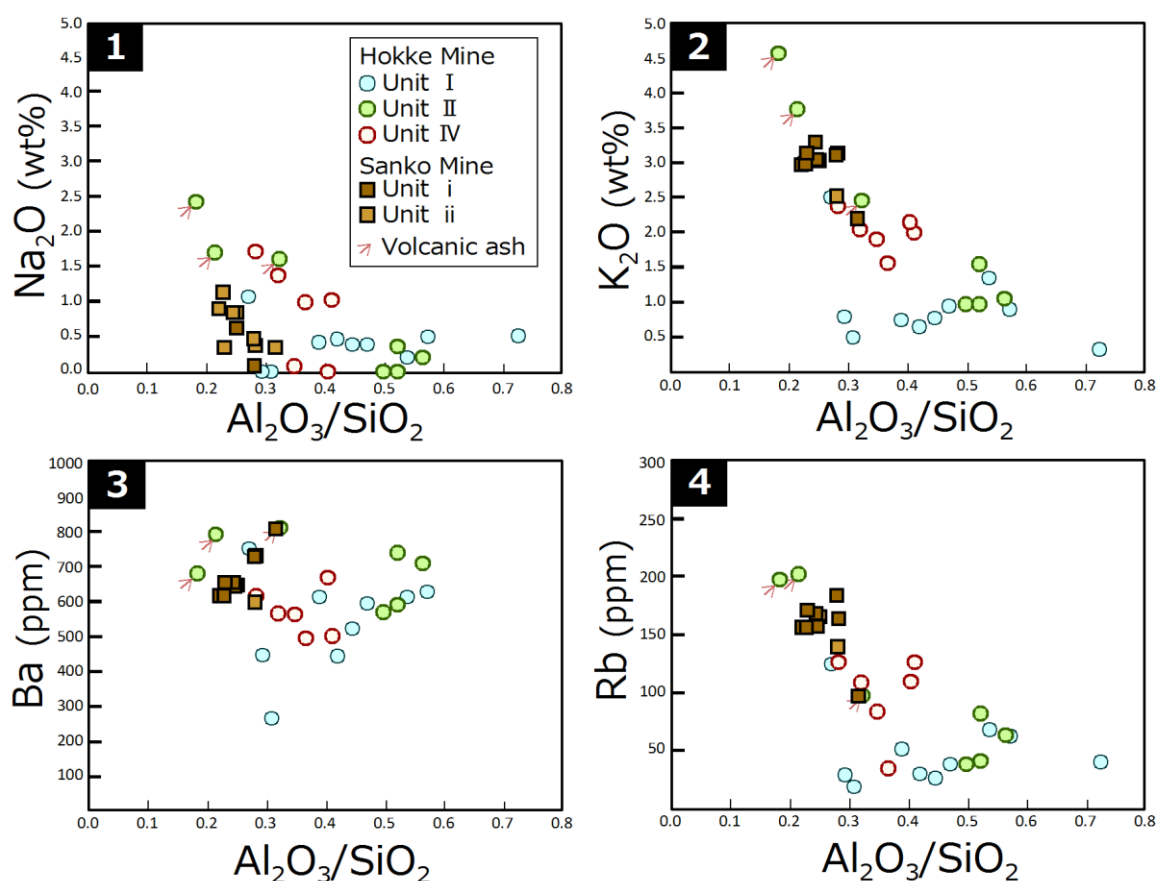 1
5.0
4.5
4.0
3.5
3.0
2.5
2.0
1.5
1.0
0.5
0.0
Na₂O (wt%)
0.0 0.1 0.2 0.3 0.4 0.5 0.6 0.7 0.8
Al₂O₃/SiO₂
Hokke Mine
Unit Ⅰ
Unit Ⅱ
Unit Ⅳ
Sanko Mine
Unit ⅰ
Unit ⅱ
Volcanic ash
2
5.0
4.5
4.0
3.5
3.0
2.5
2.0
1.5
1.0
0.5
K₂O (wt%)
0.0 0.1 0.2 0.3 0.4 0.5 0.6 0.7 0.8
Al₂O₃/SiO₂
3
1000
900
800
700
600
500
400
300
200
100
Ba (ppm)
0.0 0.1 0.2 0.3 0.4 0.5 0.6 0.7 0.8
Al₂O₃/SiO₂
4
300
250
200
150
100
50
Rb (ppm)
0.0 0.1 0.2 0.3 0.4 0.5 0.6 0.7 0.8
Al₂O₃/SiO₂